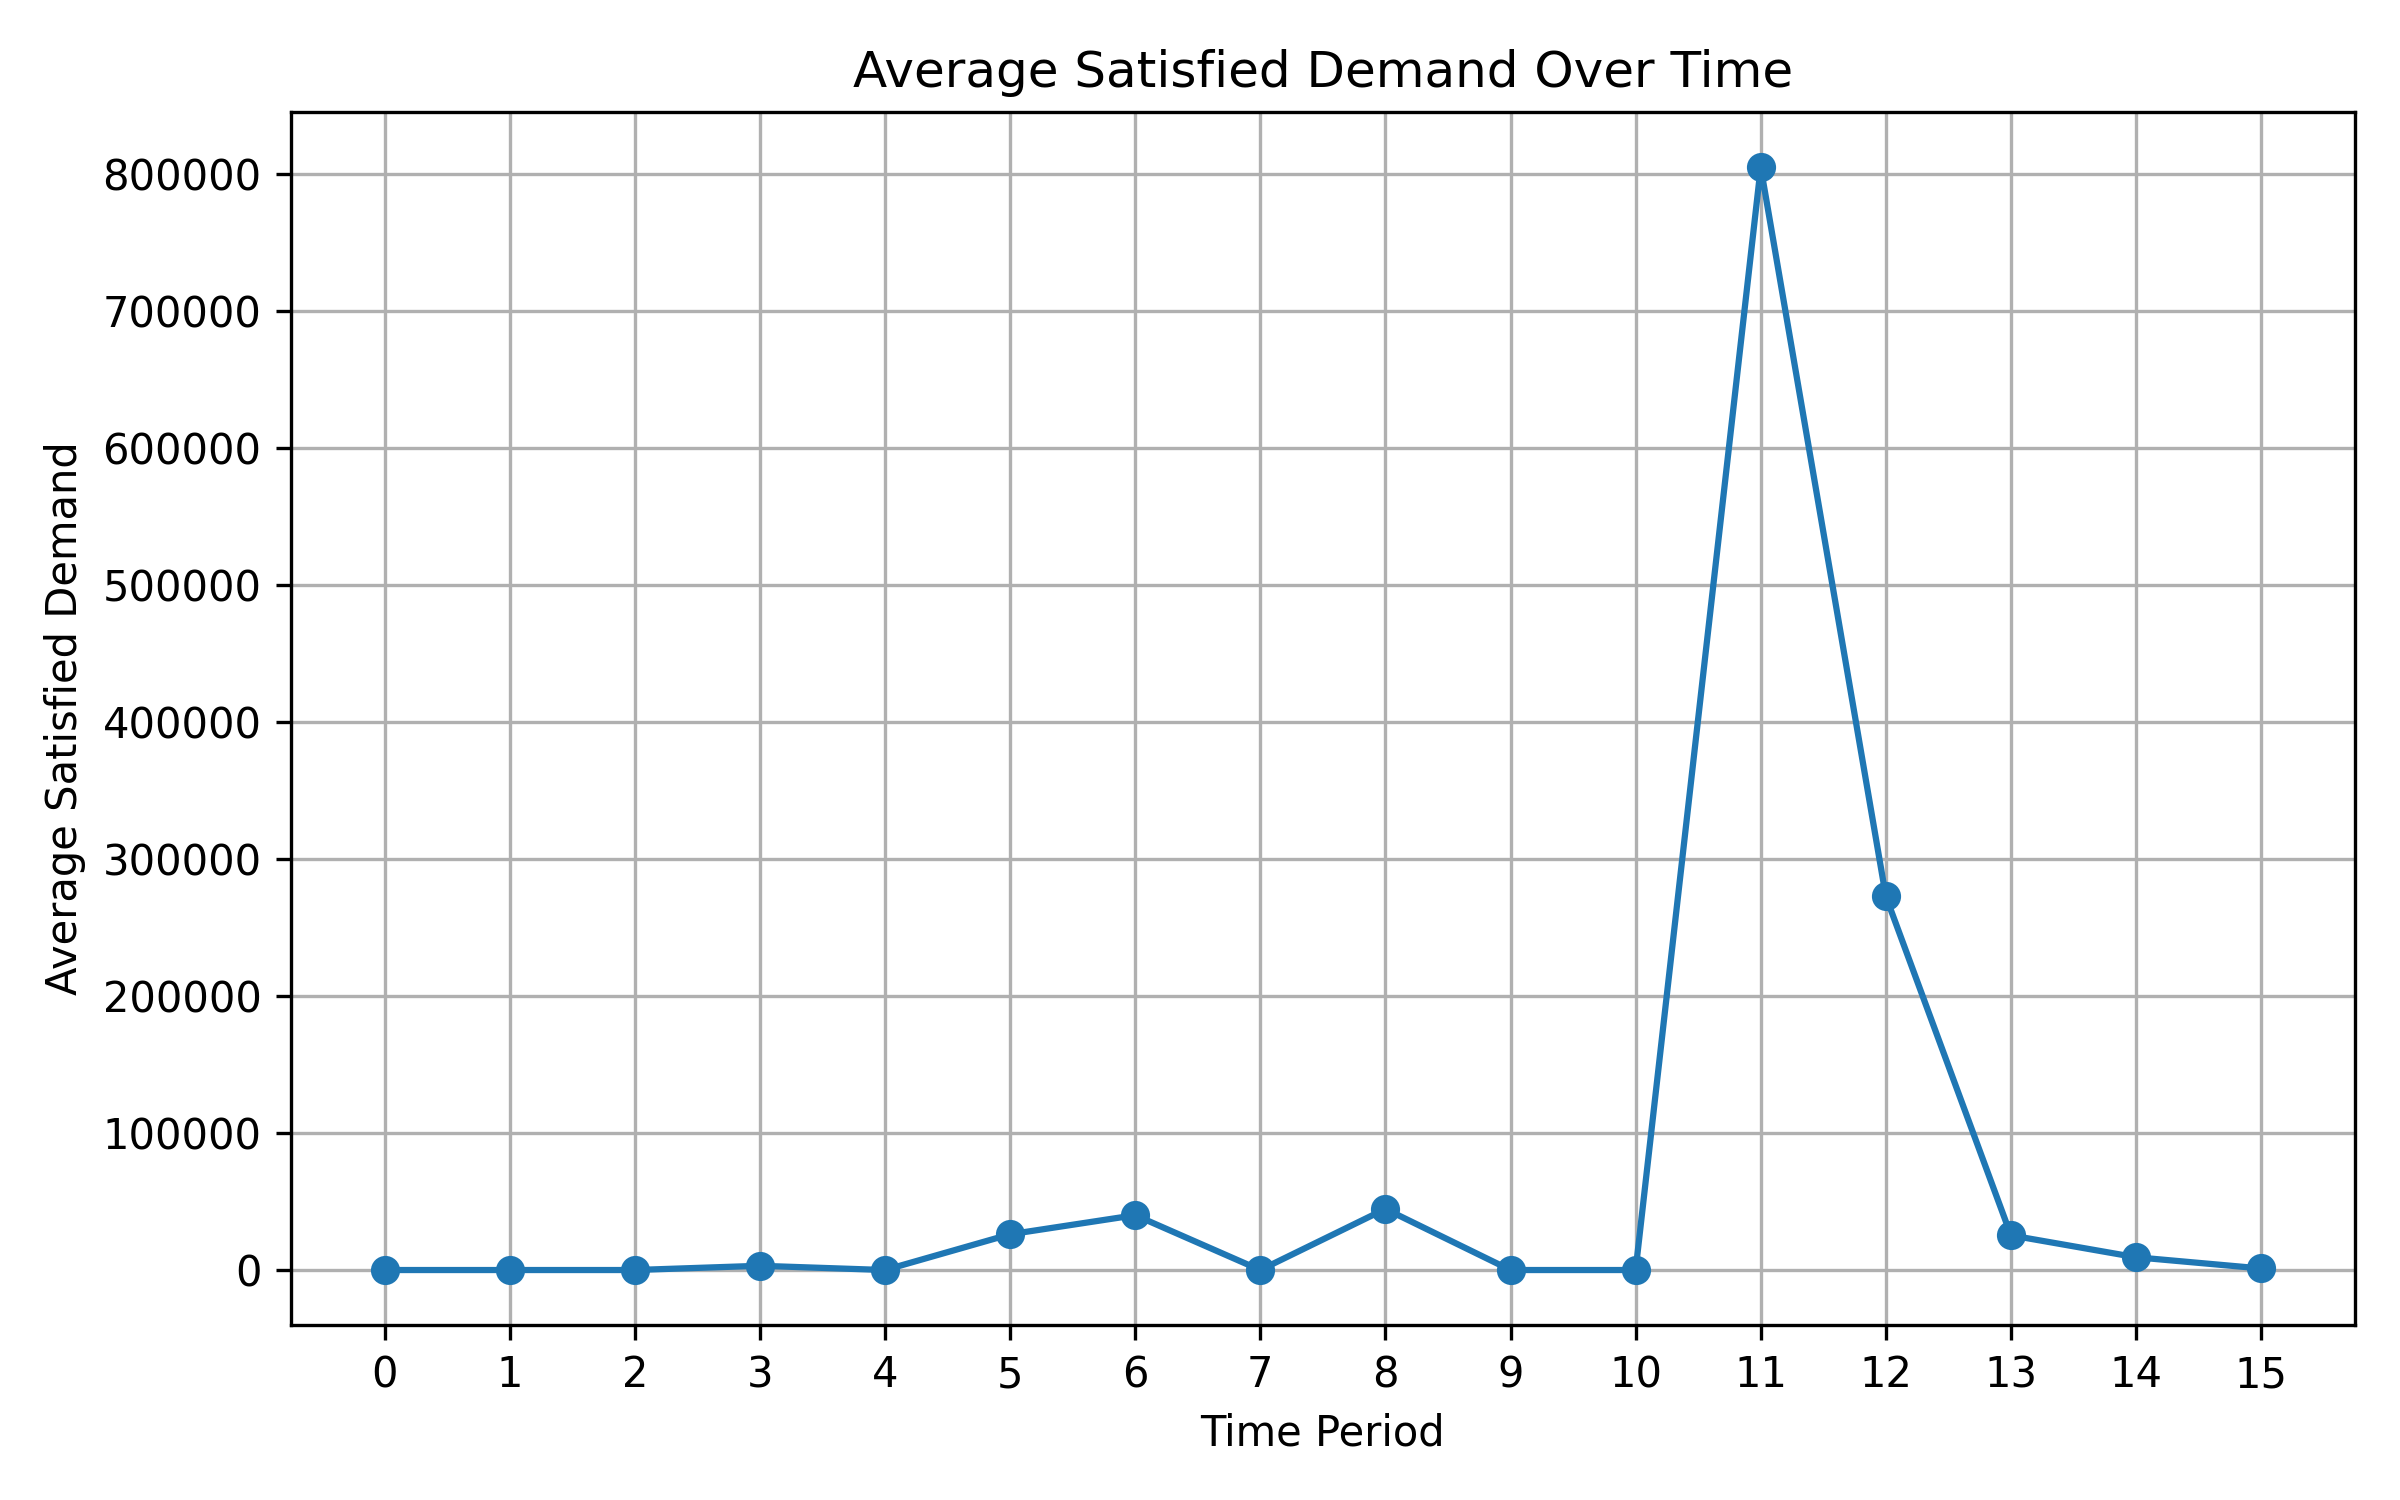 Average Satisfied Demand Over Time
Average Satisfied Demand
800000
700000
600000
500000
400000
300000
200000
100000
0
0 1 2 3 4 5 6 7 8 9 10 11 12 13 14 15
Time Period